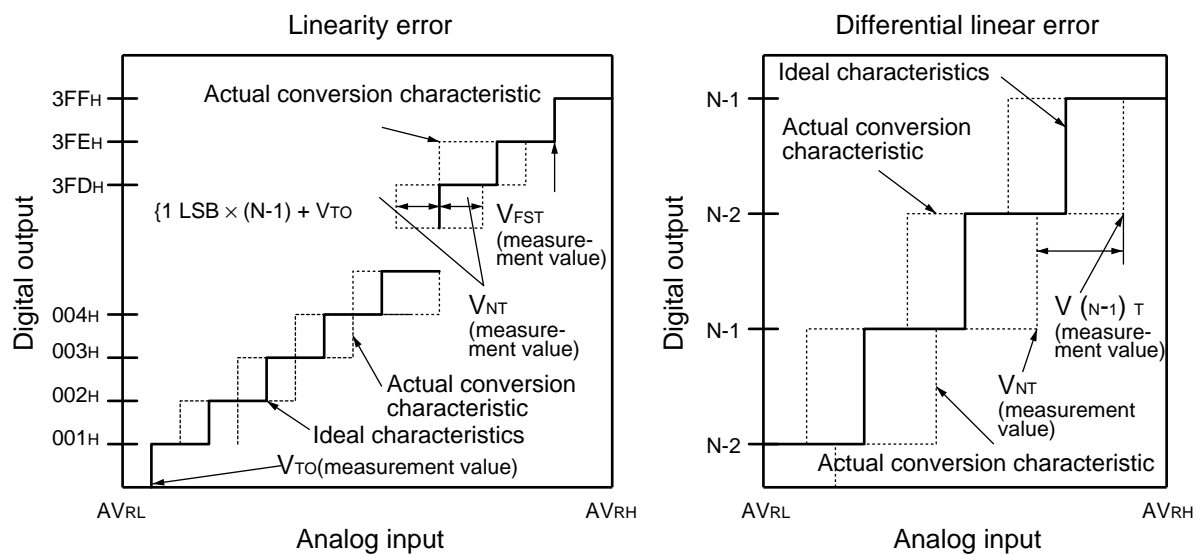 Linearity error
3FFH
3FEH
3FDH
004H
003H
002H
001H
Digital output
Actual conversion characteristic
{1 LSB × (N-1) + VTO
VFST
(measure-
ment value)
VNT
(measure-
ment value)
Actual conversion
characteristic
Ideal characteristics
VTO(measurement value)
AVRL
AVRH
Analog input
Differential linear error
N-1
N-2
N-1
N-2
Digital output
Ideal characteristics
Actual conversion
characteristic
V (N-1) T
(measure-
ment value)
VNT
(measurement
value)
Actual conversion characteristic
AVRL
AVRH
Analog input